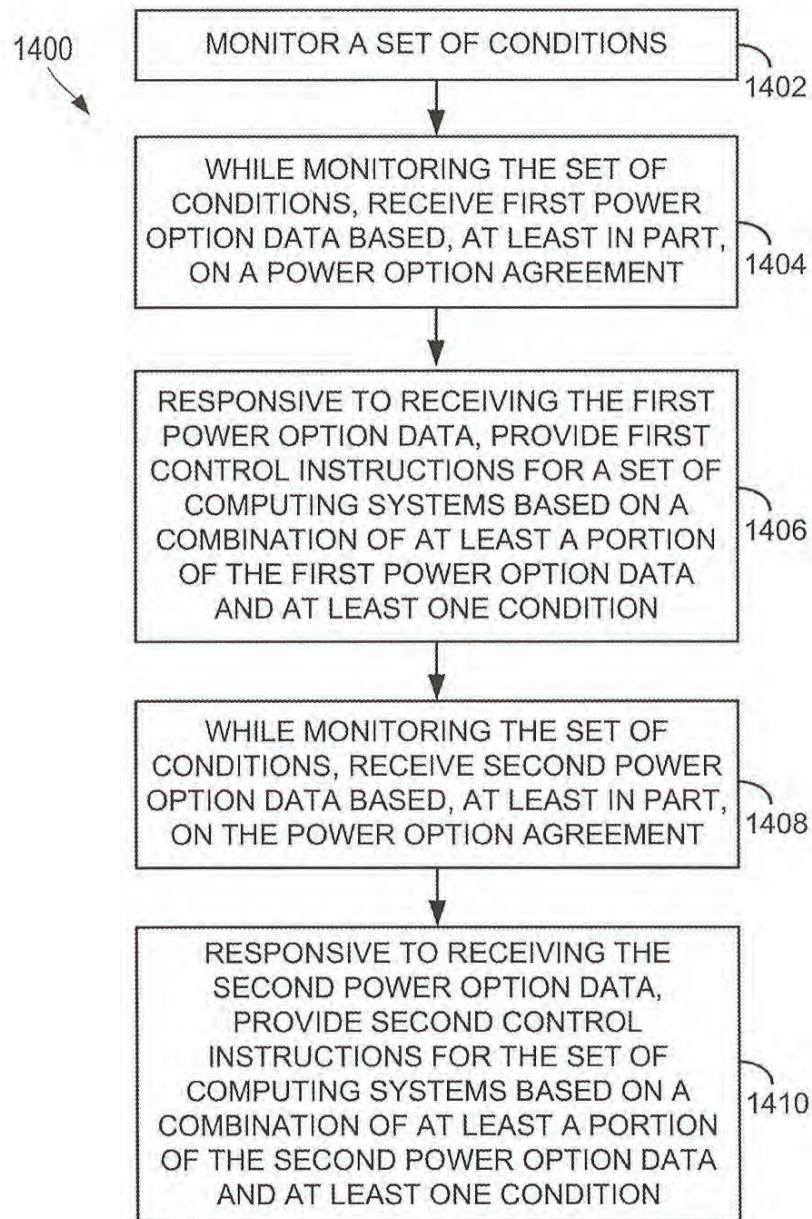 1400
MONITOR A SET OF CONDITIONS
1402
WHILE MONITORING THE SET OF
CONDITIONS, RECEIVE FIRST POWER
OPTION DATA BASED, AT LEAST IN PART,
ON A POWER OPTION AGREEMENT
1404
RESPONSIVE TO RECEIVING THE FIRST
POWER OPTION DATA, PROVIDE FIRST
CONTROL INSTRUCTIONS FOR A SET OF
COMPUTING SYSTEMS BASED ON A
COMBINATION OF AT LEAST A PORTION
OF THE FIRST POWER OPTION DATA
AND AT LEAST ONE CONDITION
1406
WHILE MONITORING THE SET OF
CONDITIONS, RECEIVE SECOND POWER
OPTION DATA BASED, AT LEAST IN PART,
ON THE POWER OPTION AGREEMENT
1408
RESPONSIVE TO RECEIVING THE
SECOND POWER OPTION DATA,
PROVIDE SECOND CONTROL
INSTRUCTIONS FOR THE SET OF
COMPUTING SYSTEMS BASED ON A
COMBINATION OF AT LEAST A PORTION
OF THE SECOND POWER OPTION DATA
AND AT LEAST ONE CONDITION
1410